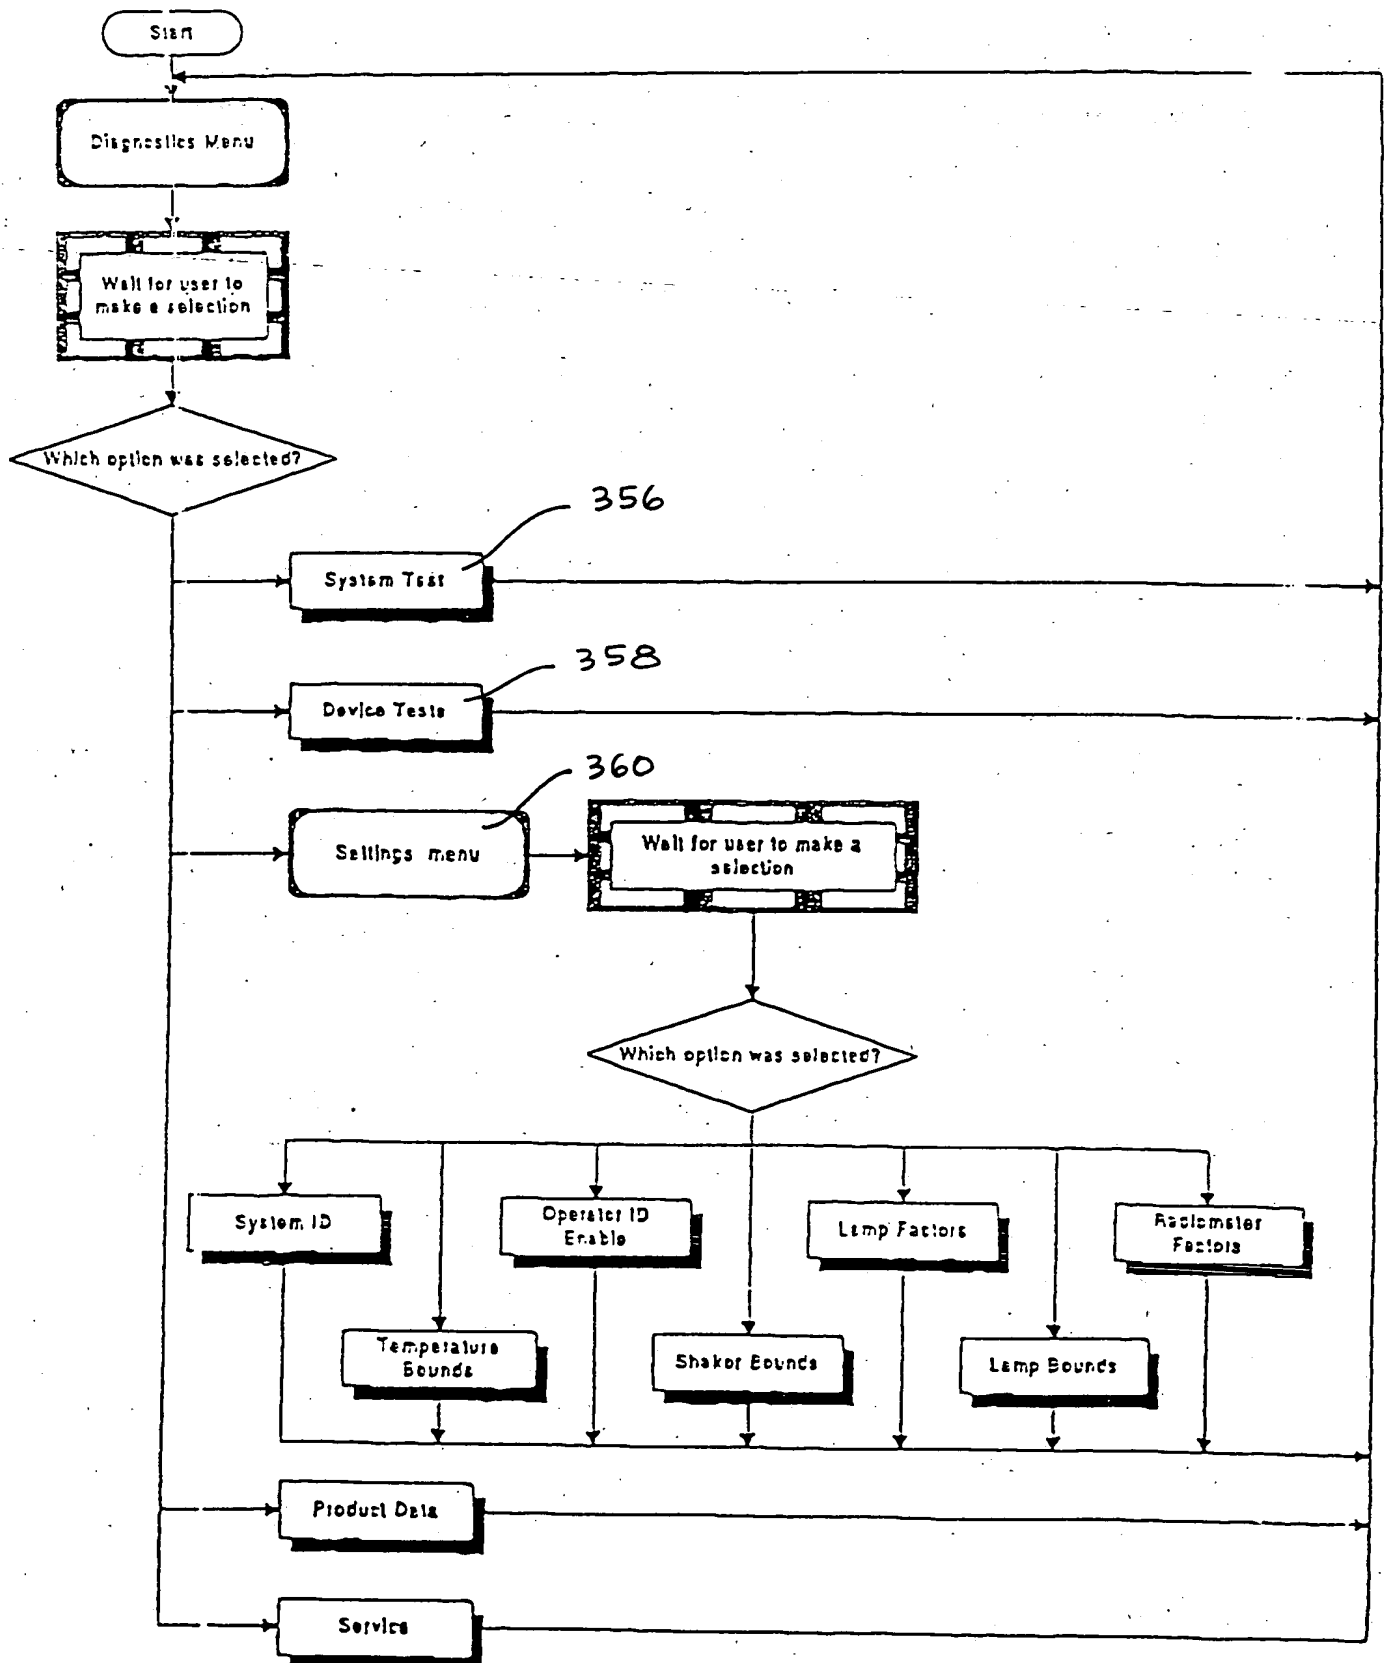 Start
Diagnostics Menu
Wait for user to
make a selection
Which option was selected?
356
System Test
358
Device Tests
360
Settings menu
Wait for user to make a
selection
Which option was selected?
System ID
Operator ID
Enable
Lamp Factors
Radiometer
Factors
Temperature
Bounds
Shaker Bounds
Lamp Bounds
Product Data
Service